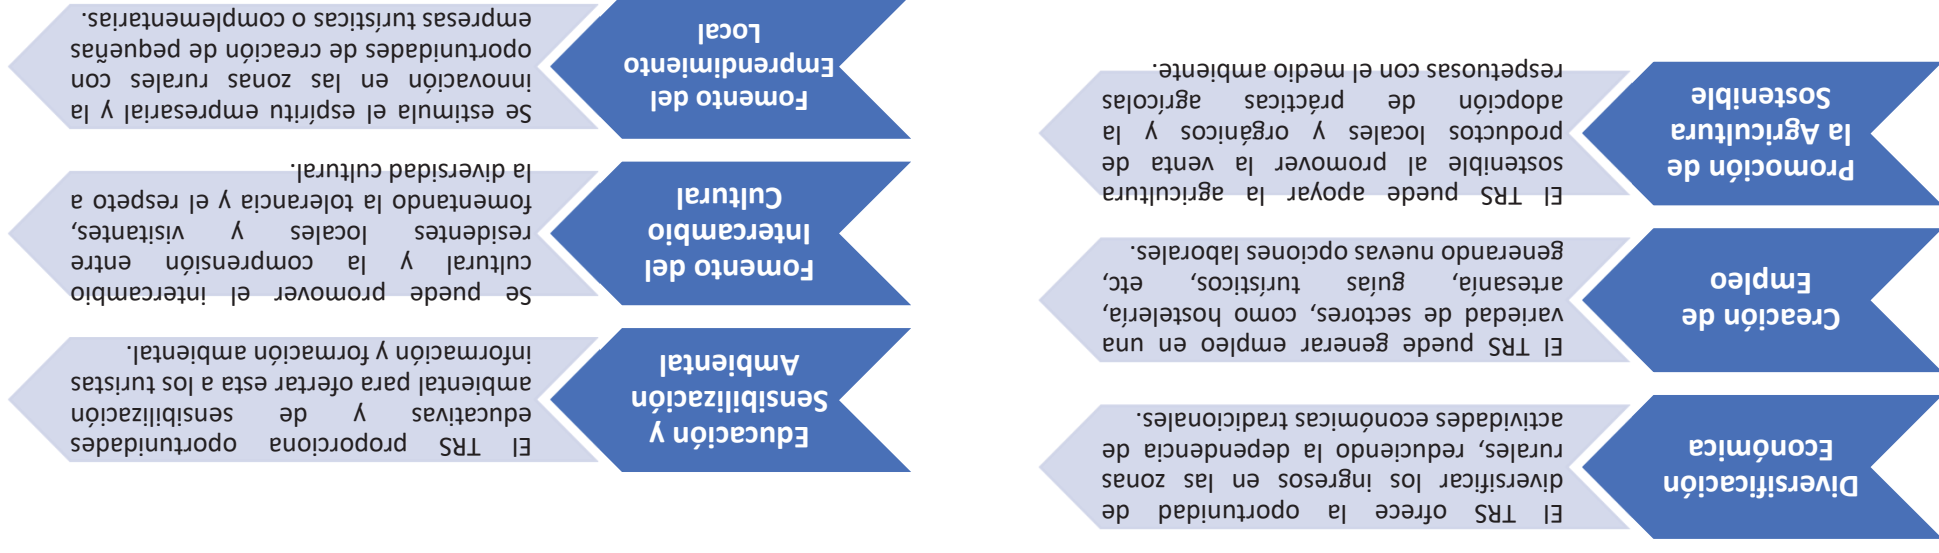 Diversificación
Económica
El TRS ofrece la oportunidad de
diversificar los ingresos en las zonas
rurales, reduciendo la dependencia de
actividades económicas tradicionales.
Creación de
Empleo
El TRS puede generar empleo en una
variedad de sectores, como hostelería,
artesanía, guías turísticos, etc,
generando nuevas opciones laborales.
Promoción de
la Agricultura
Sostenible
El TRS puede apoyar la agricultura
sostenible al promover la venta de
productos locales y orgánicos y la
adopción de prácticas agrícolas
respetuosas con el medio ambiente.
Educación y
Sensibilización
Ambiental
El TRS proporciona oportunidades
educativas y de sensibilización
ambiental para ofertar esta a los turistas
información y formación ambiental.
Fomento del
Intercambio
Cultural
Se puede promover el intercambio
cultural y la comprensión entre
residentes locales y visitantes,
fomentando la tolerancia y el respeto a
la diversidad cultural.
Fomento del
Emprendimiento
Local
Se estimula el espíritu empresarial y la
innovación en las zonas rurales con
oportunidades de creación de pequeñas
empresas turísticas o complementarias.